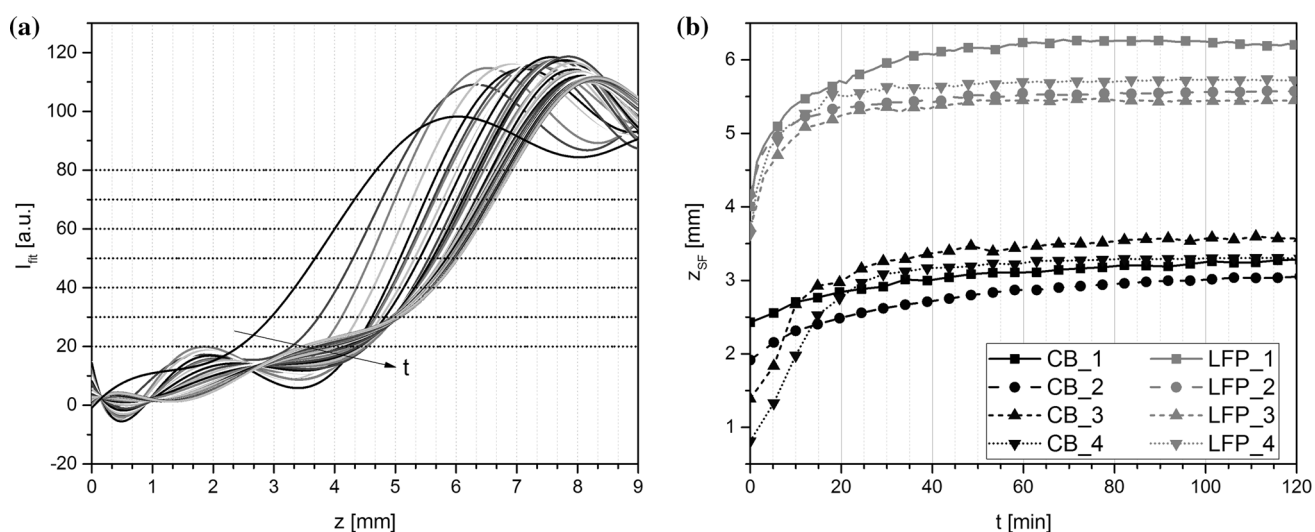 (a)
120
100
80
60
40
20
0
-20
I_fit [a.u.]
t
0 1 2 3 4 5 6 7 8 9
z [mm]
(b)
6
5
4
3
2
1
z_SF [mm]
CB_1 LFP_1
CB_2 LFP_2
CB_3 LFP_3
CB_4 LFP_4
0 20 40 60 80 100 120
t [min]